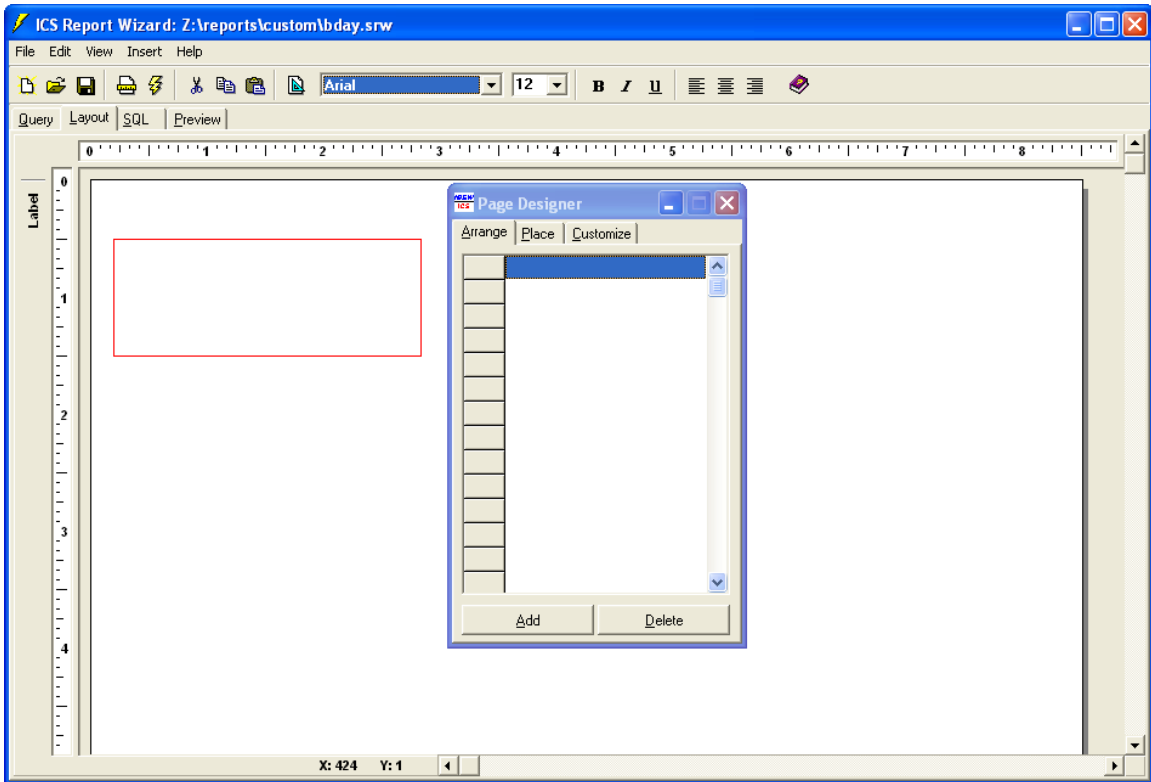 ICS Report Wizard: Z:\reports\custom\bday.srw
File Edit View Insert Help
Arial 12 B I U
Query Layout SQL Preview
0 1 2 3 4 5 6 7 8
Label
0
1
2
3
4
Page Designer
Arrange Place Customize
Add Delete
X: 424 Y: 1